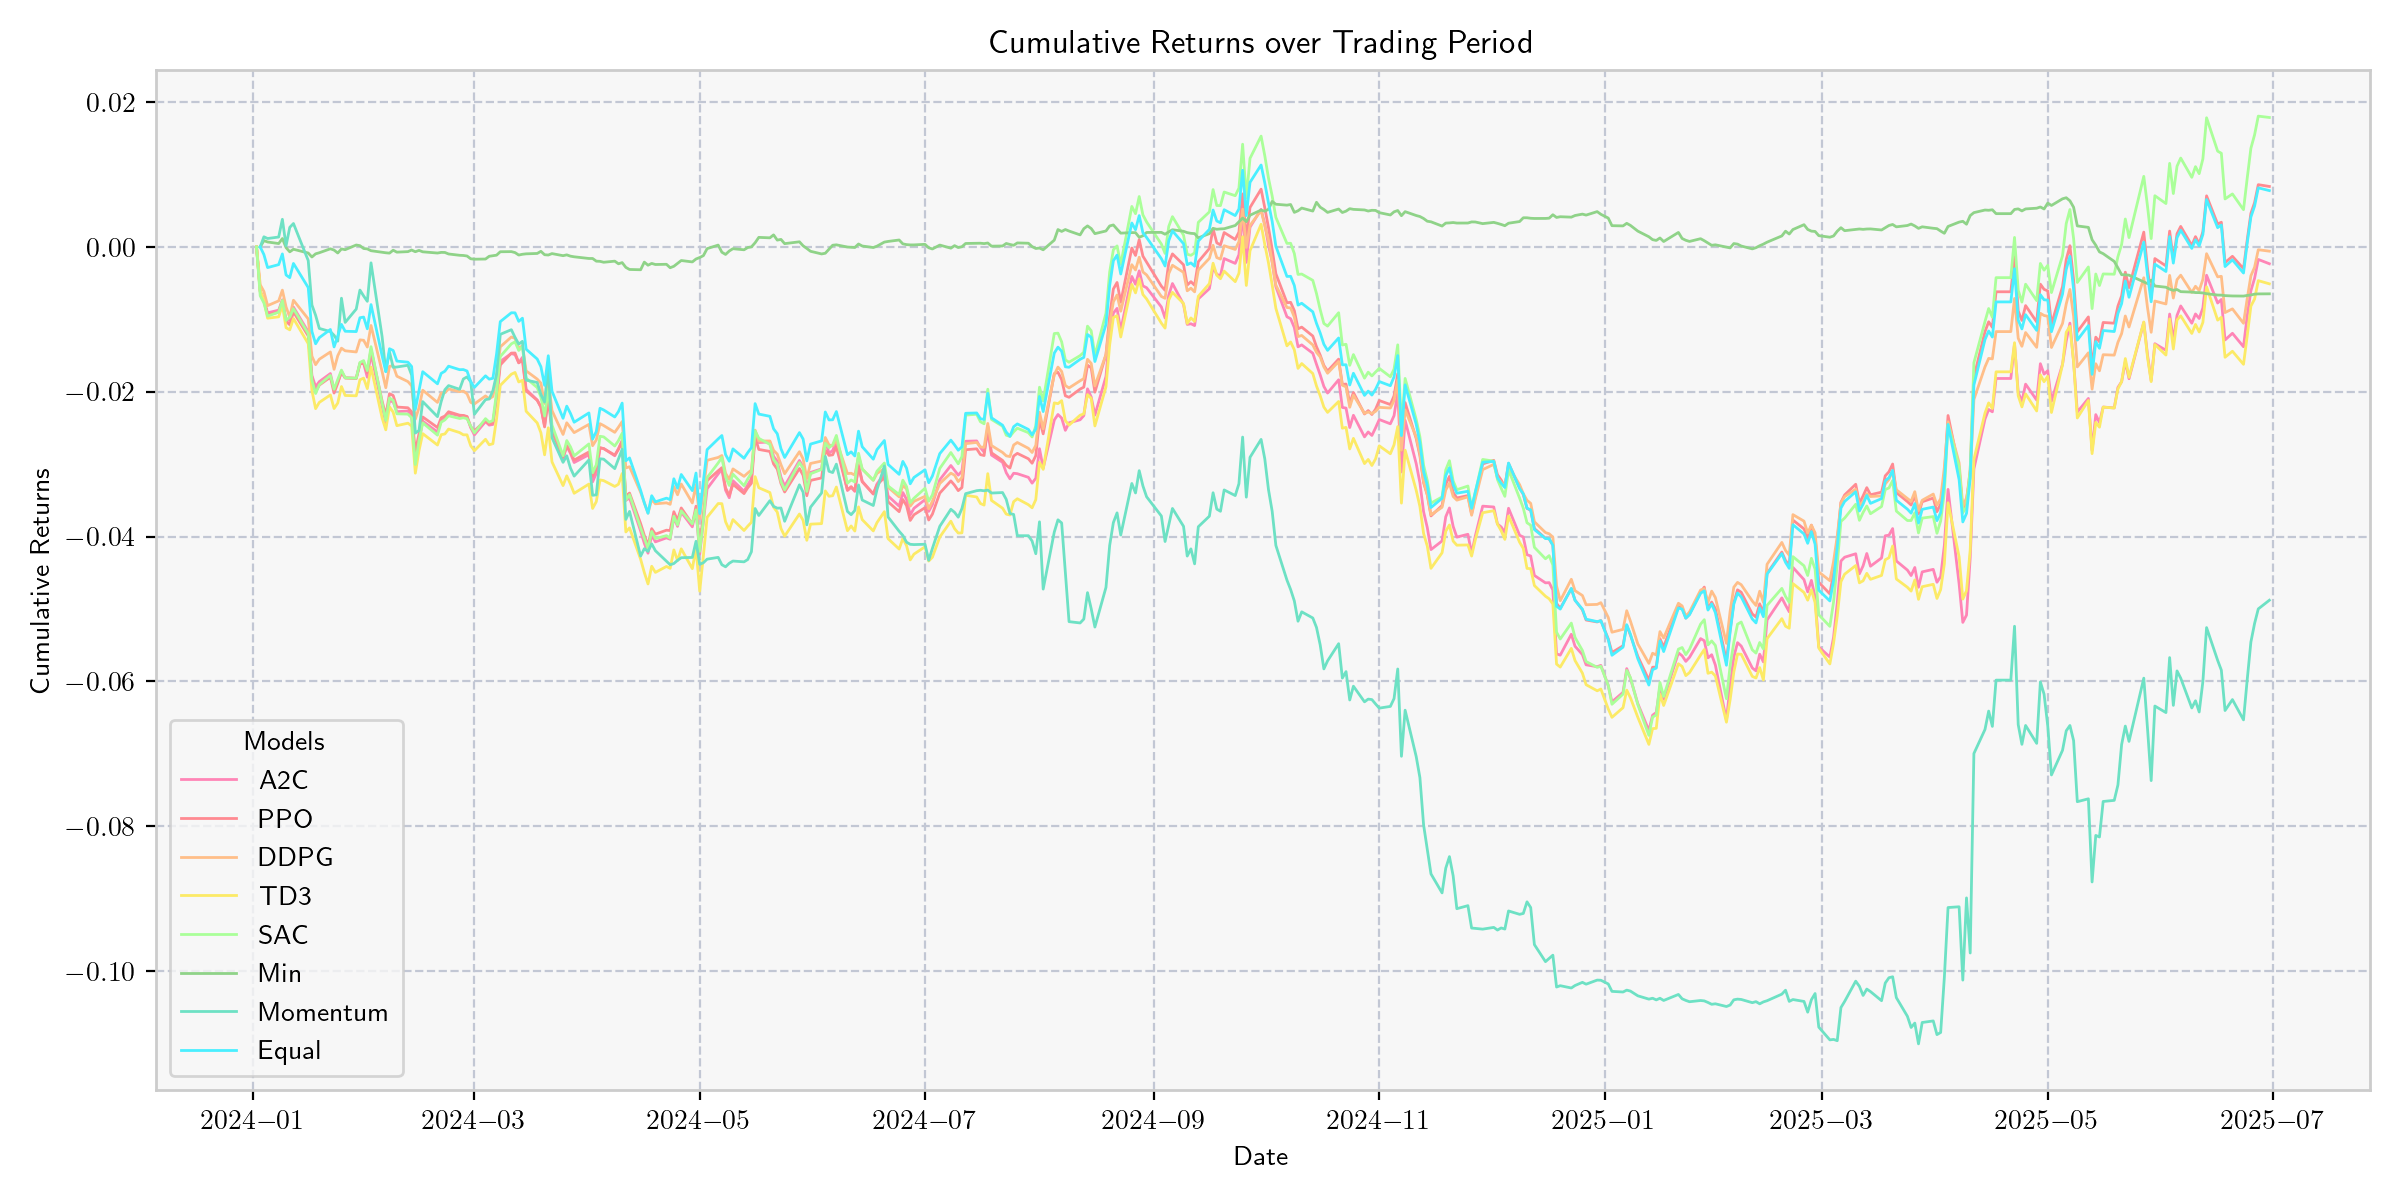 Cumulative Returns over Trading Period
Cumulative Returns
0.02
0.00
−0.02
−0.04
−0.06
−0.08
−0.10
Models
A2C
PPO
DDPG
TD3
SAC
Min
Momentum
Equal
2024−01 2024−03 2024−05 2024−07 2024−09 2024−11 2025−01 2025−03 2025−05 2025−07
Date